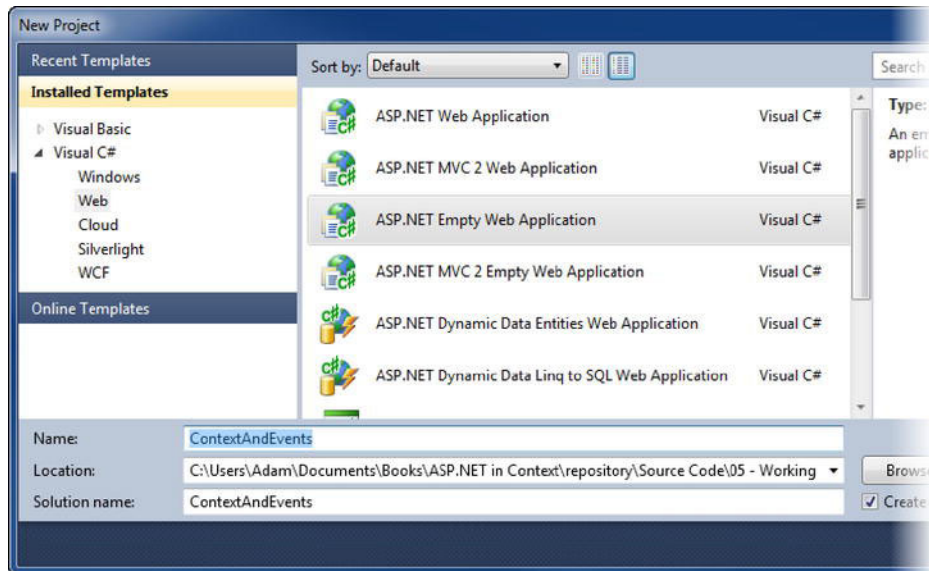 New Project
Recent Templates
Installed Templates
Visual Basic
Visual C#
Windows
Web
Cloud
Silverlight
WCF
Online Templates
Sort by: Default
Search
ASP.NET Web Application Visual C#
ASP.NET MVC 2 Web Application Visual C#
ASP.NET Empty Web Application Visual C#
ASP.NET MVC 2 Empty Web Application Visual C#
ASP.NET Dynamic Data Entities Web Application Visual C#
ASP.NET Dynamic Data Linq to SQL Web Application Visual C#
Type:
An
Name: ContextAndEvents
Location: C:\Users\Adam\Documents\Books\ASP.NET in Context\repository\Source Code\05 - Working
Solution name: ContextAndEvents
Create